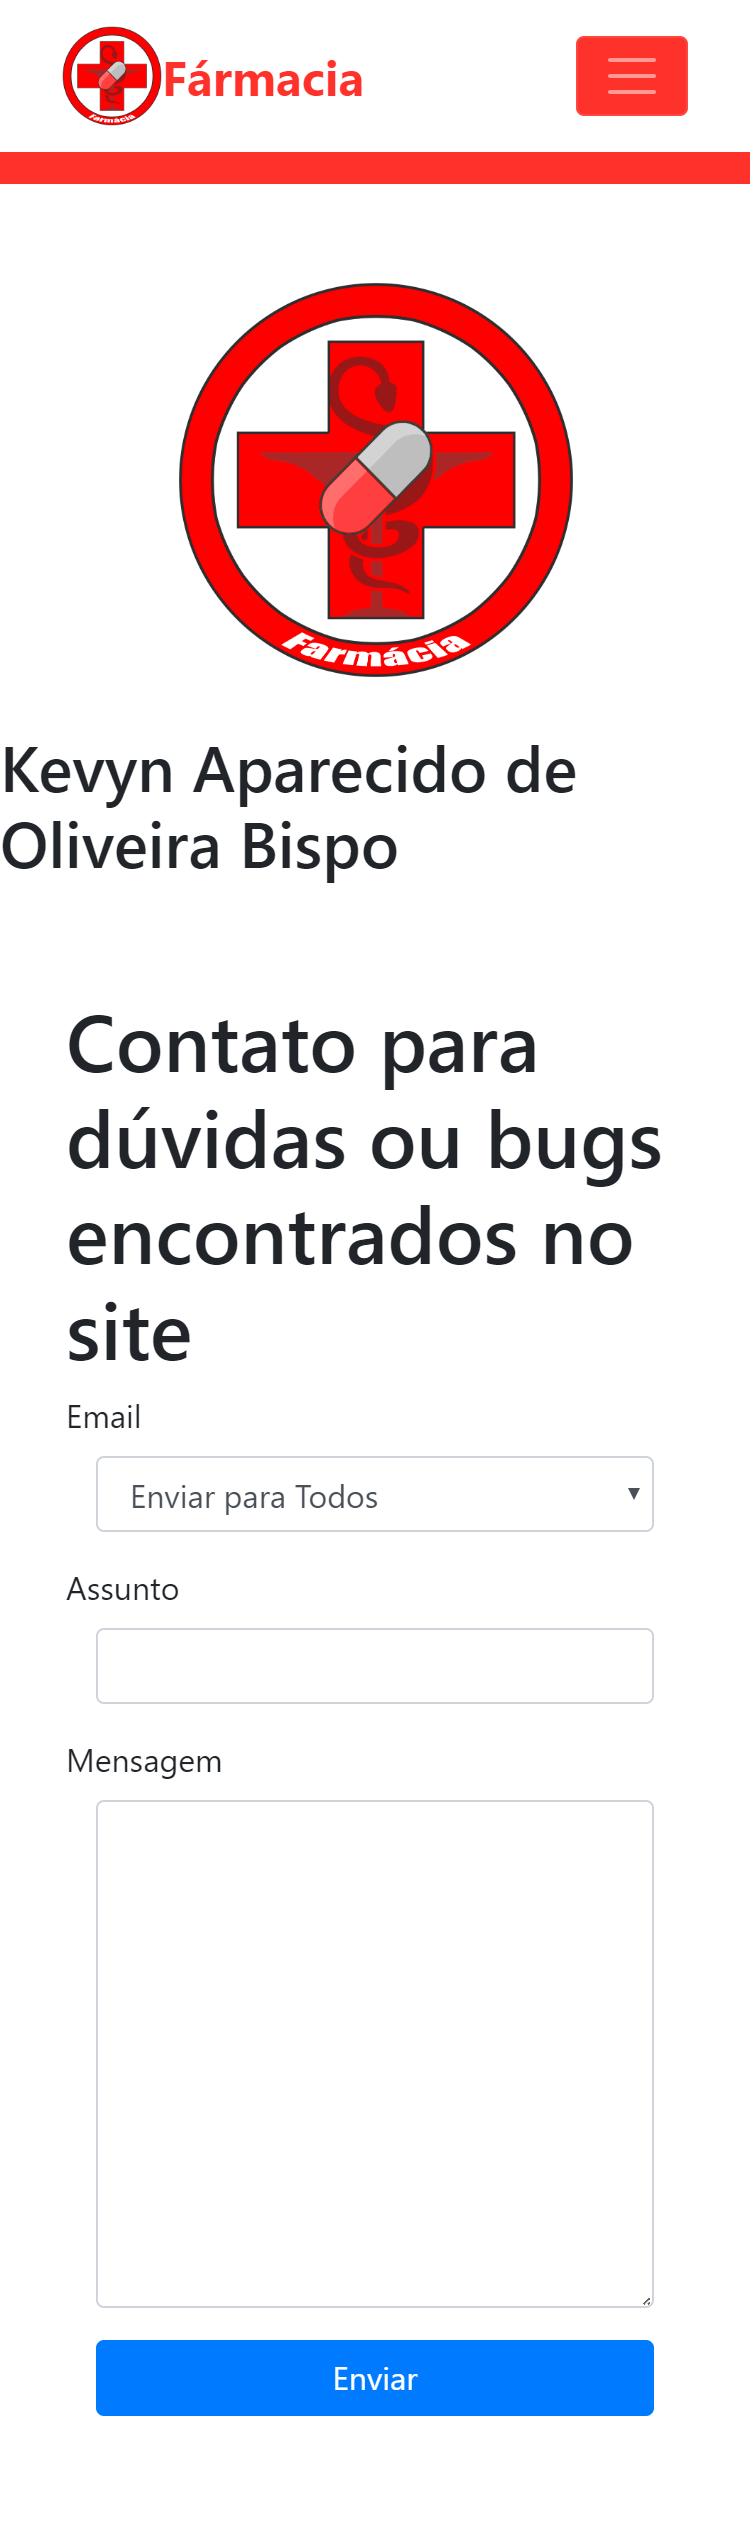 Farmácia
Fármacia
Farmácia
Kevyn Aparecido de
Oliveira Bispo
Contato para
dúvidas ou bugs
encontrados no
site
Email
Enviar para Todos
Assunto
Mensagem
Enviar